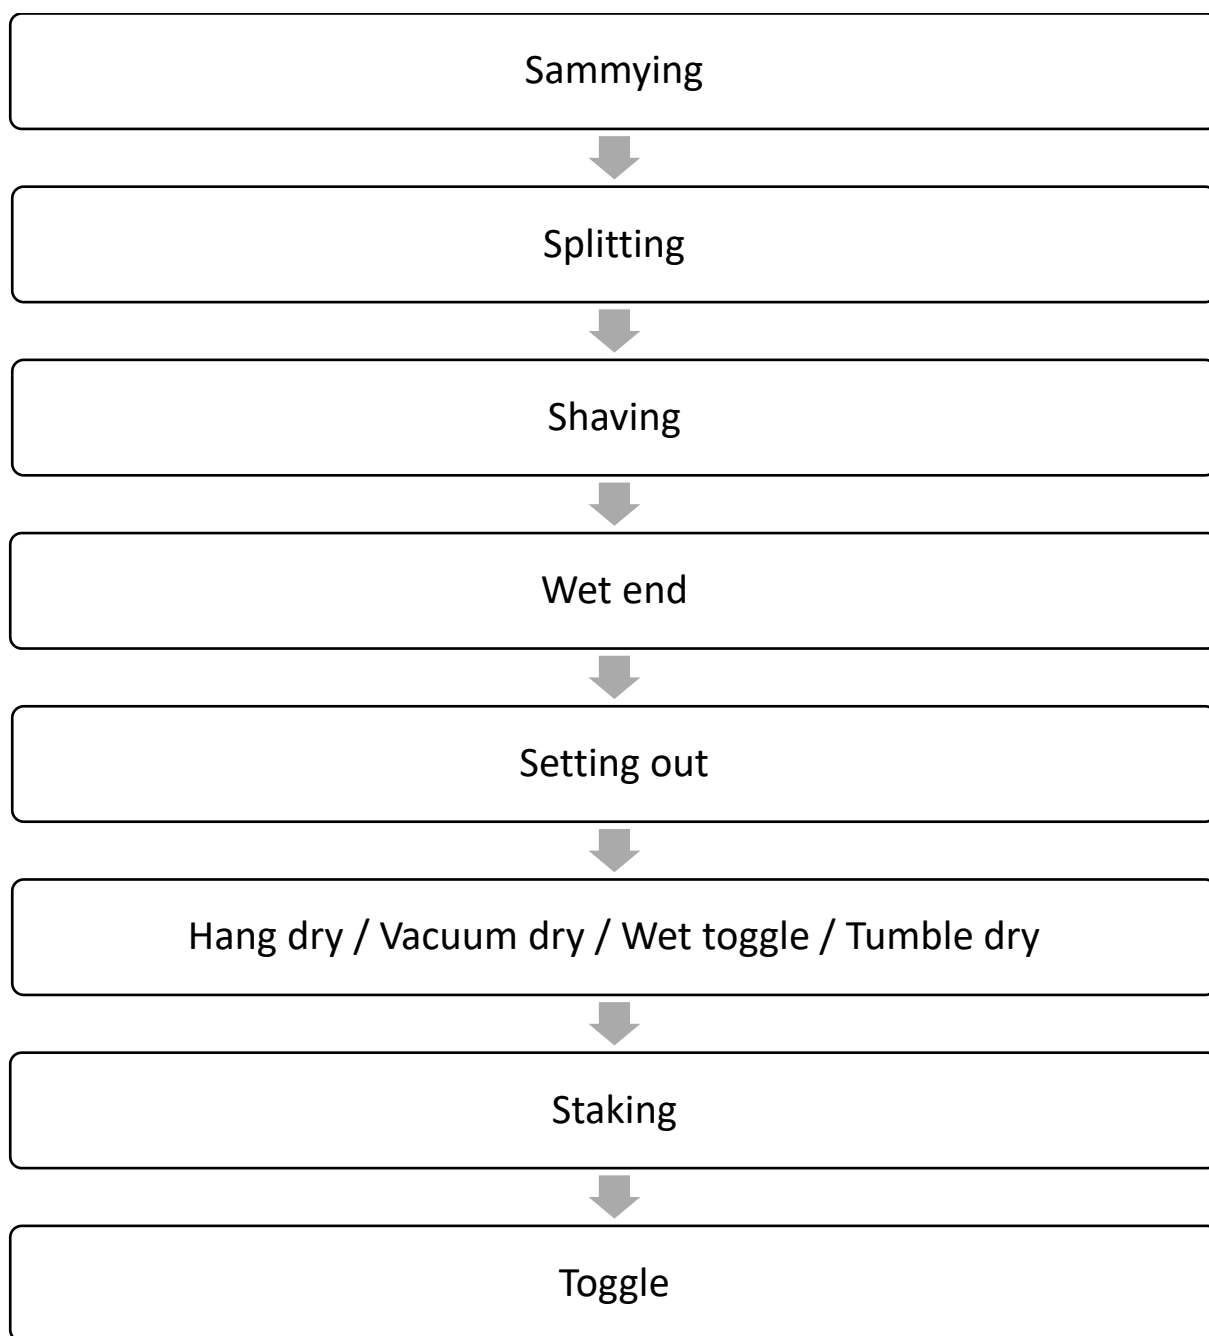 Sammying
Splitting
Shaving
Wet end
Setting out
Hang dry / Vacuum dry / Wet toggle / Tumble dry
Staking
Toggle